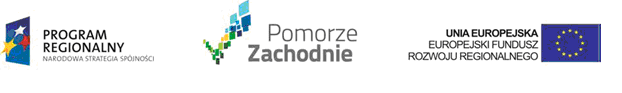 PROGRAM
REGIONALNY
NARODOWA STRATEGIA SPÓJNOŚCI
Pomorze
Zachodnie
UNIA EUROPEJSKA
EUROPEJSKI FUNDUSZ
ROZWOJU REGIONALNEGO